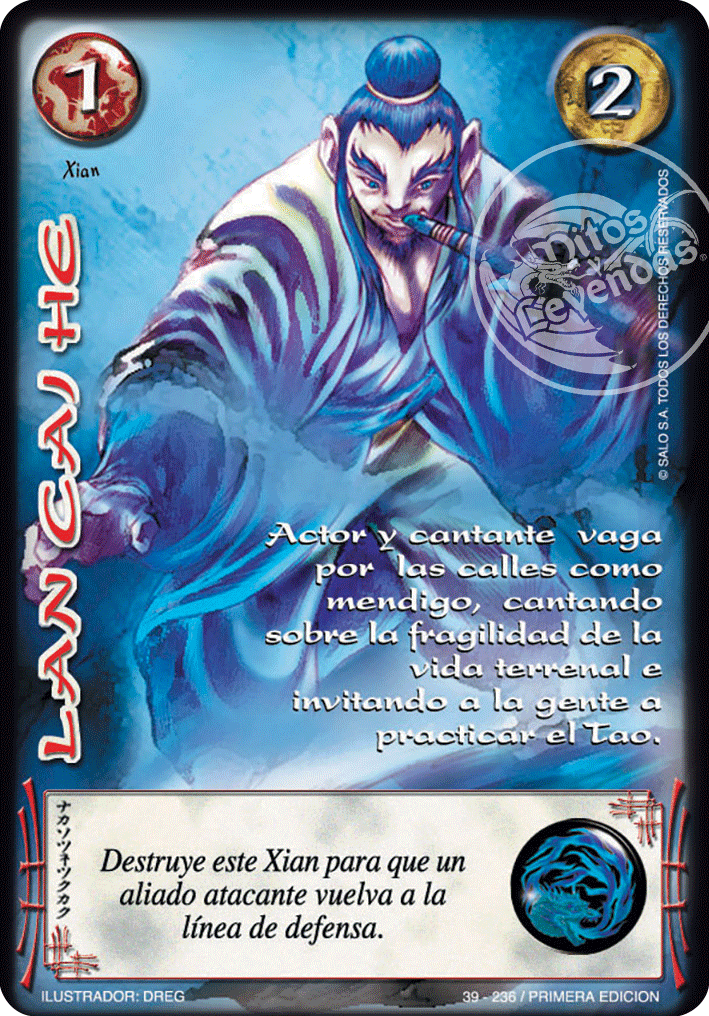 1
2
Xian
Mitos
y
Leyendas
LAN CAI HE
© SALO S.A. TODOS LOS DERECHOS RESERVADOS
Actor y cantante vaga
por las calles como
mendigo, cantando
sobre la fragilidad de la
vida terrenal e
invitando a la gente a
practicar el Tao.
ナカソツネツクカク
Destruye este Xian para que un
aliado atacante vuelva a la
línea de defensa.
ILUSTRADOR: DREG
39 - 236 / PRIMERA EDICION